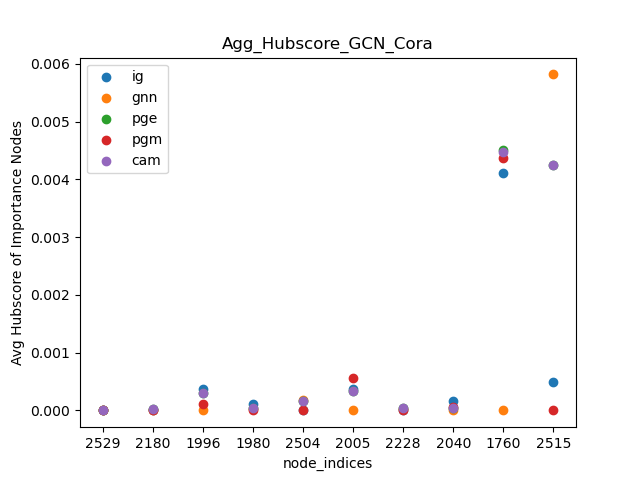 Agg_Hubscore_GCN_Cora
ig
gnn
pge
pgm
cam
Avg Hubscore of Importance Nodes
0.006
0.005
0.004
0.003
0.002
0.001
0.000
2529 2180 1996 1980 2504 2005 2228 2040 1760 2515
node_indices